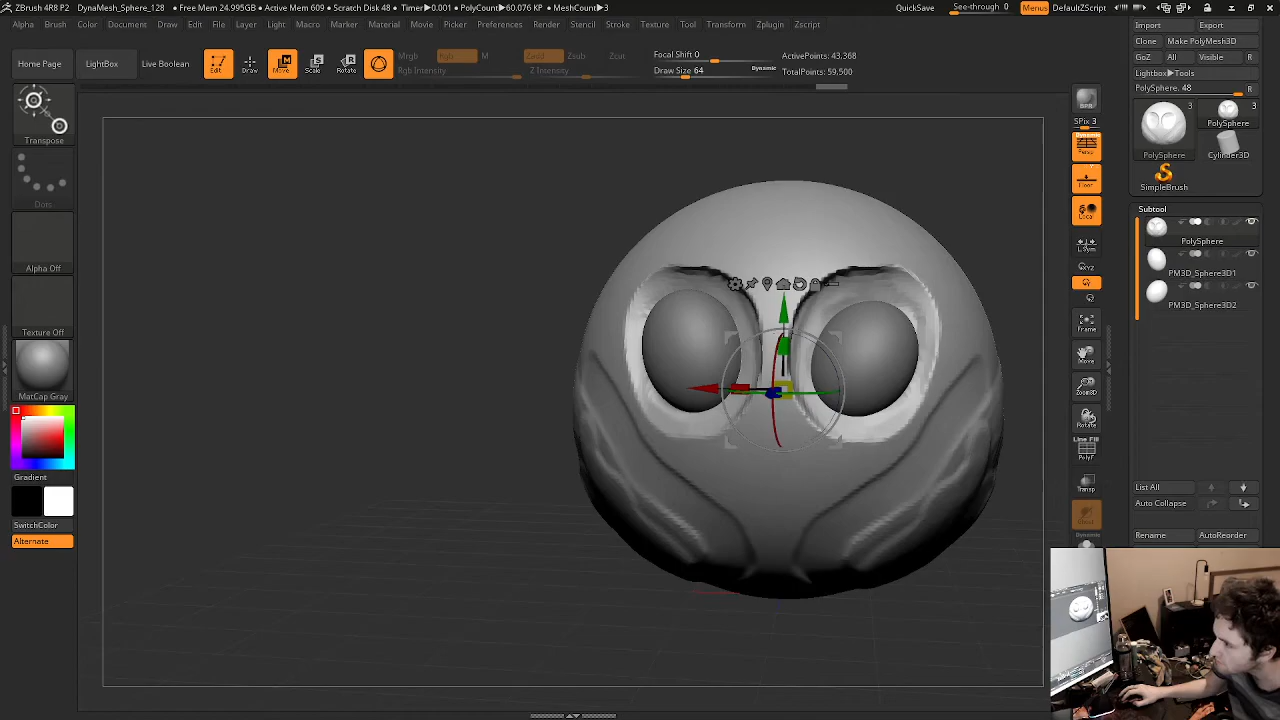 ZBrush 4R8 P2 DynaMesh_Sphere_128 • Free Mem 24.995GB • Active Mem 609 • Scratch Disk 48 • Timer▶0.001 • PolyCount▶60.076 KP • MeshCount▶3 QuickSave See-through 0 Menus DefaultZScript
Alpha Brush Color Document Draw Edit File Layer Light Macro Marker Material Movie Picker Preferences Render Stencil Stroke Texture Tool Transform Zplugin Zscript
Home Page LightBox Live Boolean Edit Draw Move Scale Rotate
Mrgb Rgb M Zadd Zsub Zcut
Rgb Intensity Z Intensity
Focal Shift 0
Draw Size 64 Dynamic
ActivePoints: 43,368
TotalPoints: 59,500
Transpose
Dots
Alpha Off
Texture Off
MatCap Gray
Gradient
SwitchColor
Alternate
BPR
SPix 3
Dynamic
Persp
Floor
Local
L.Sym
XYZ
Frame
Move
Zoom3D
Rotate
Line Fill
PolyF
Transp
Dynamic
Import Export
Clone Make PolyMesh3D
GoZ All Visible R
Lightbox▶Tools
PolySphere. 48 R
3 3
PolySphere
PolySphere Cylinder3D
SimpleBrush
Subtool
PolySphere
PM3D_Sphere3D1
PM3D_Sphere3D2
List All
Auto Collapse
Rename AutoReorder